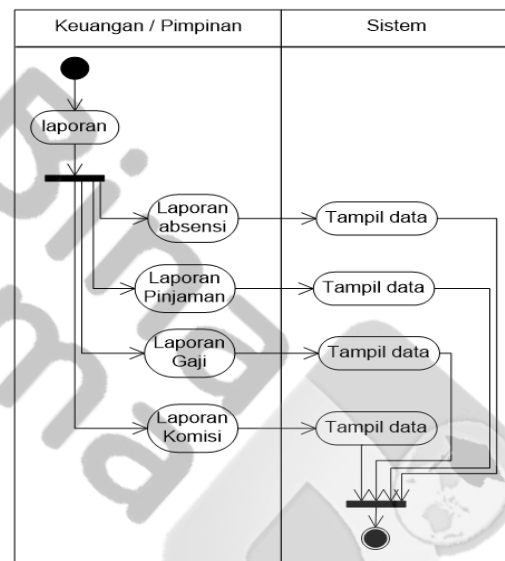 Keuangan / Pimpinan
Sistem
laporan
Laporan
absensi
Tampil data
Laporan
Pinjaman
Tampil data
Laporan
Gaji
Tampil data
Laporan
Komisi
Tampil data
Bina